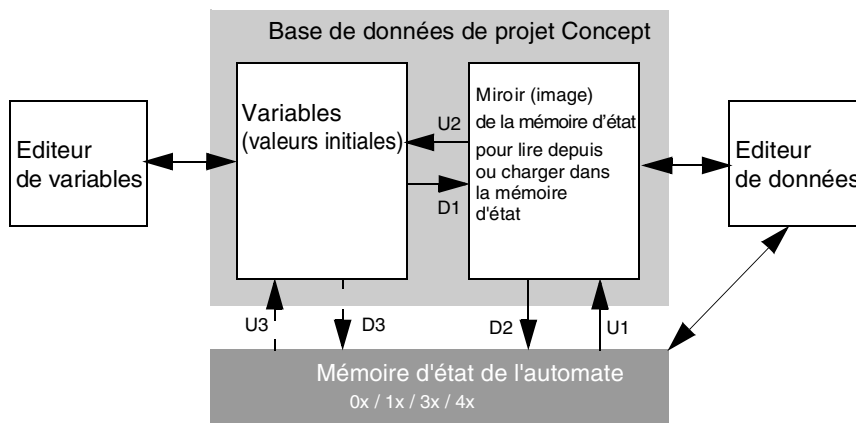 Base de données de projet Concept
Editeur
de variables
Variables
(valeurs initiales)
U2
D1
Miroir (image)
de la mémoire d'état
pour lire depuis
ou charger dans
la mémoire
d'état
Editeur
de données
U3
D3
D2
U1
Mémoire d'état de l'automate
0x / 1x / 3x / 4x